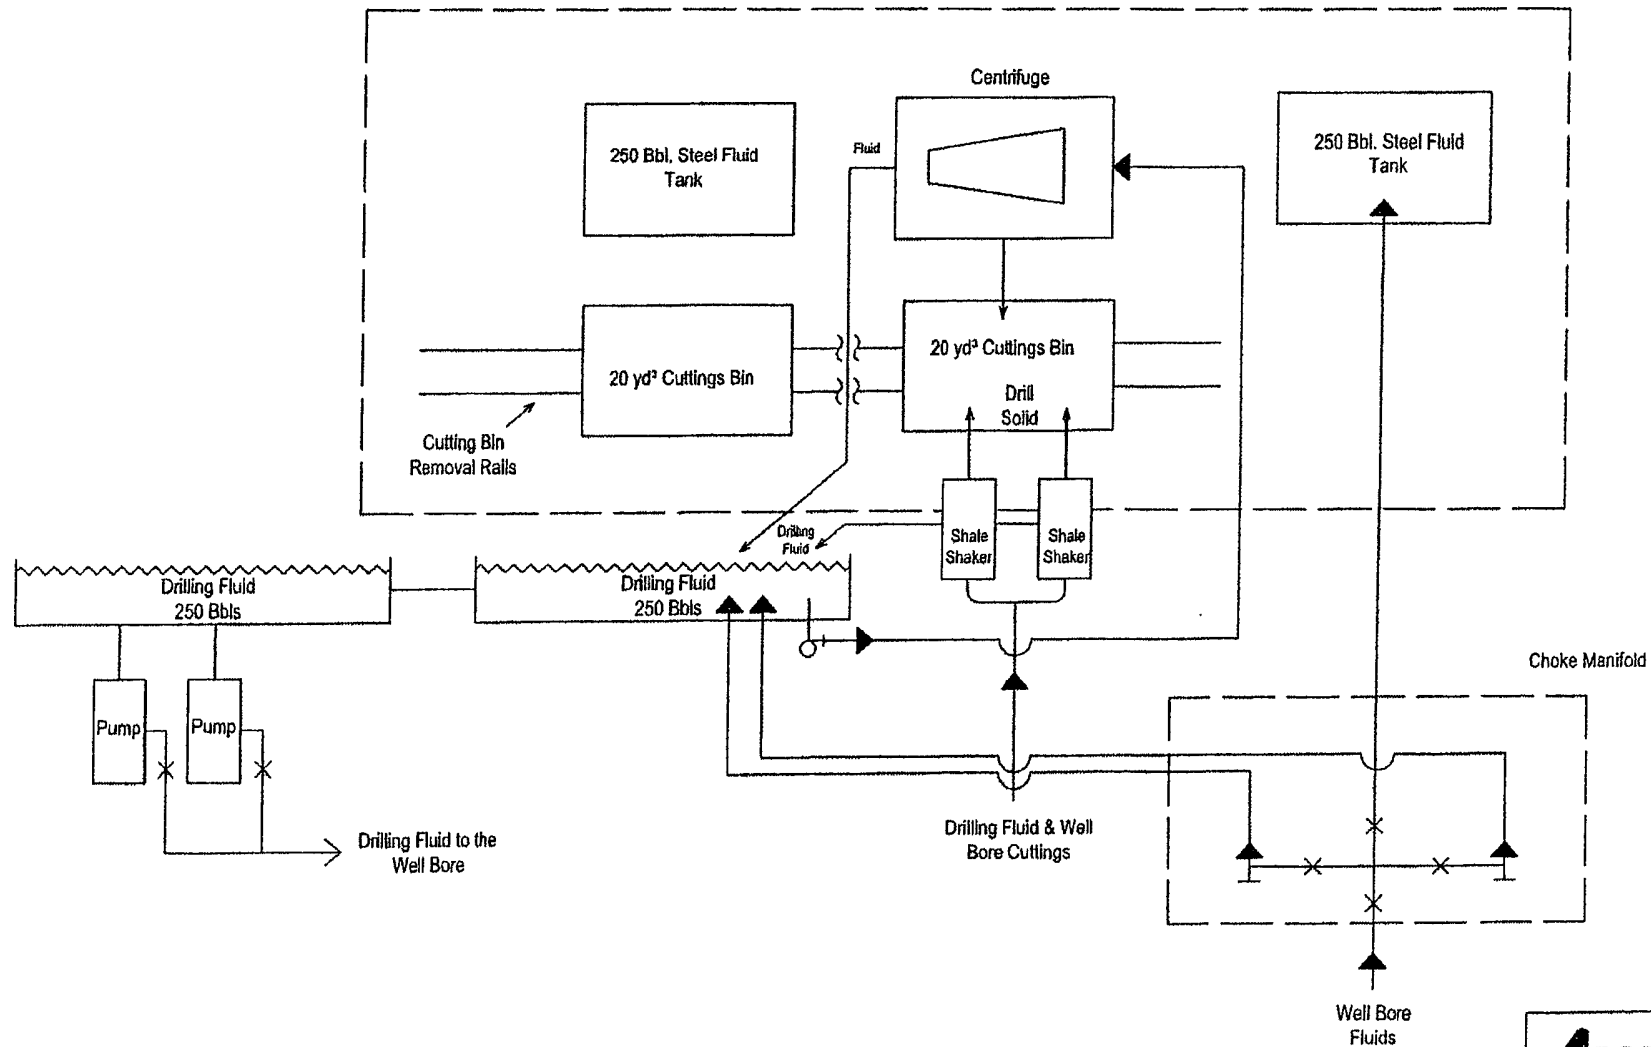 Centrifuge
250 Bbl. Steel Fluid
Tank
Fluid
250 Bbl. Steel Fluid
Tank
20 yd³ Cuttings Bin
20 yd³ Cuttings Bin
Drill
Solid
Cutting Bin
Removal Rails
Drilling
Fluid
Shale
Shaker
Shale
Shaker
Drilling Fluid
250 Bbls
Drilling Fluid
250 Bbls
Choke Manifold
Pump
Pump
Drilling Fluid to the
Well Bore
Drilling Fluid & Well
Bore Cuttings
Well Bore
Fluids